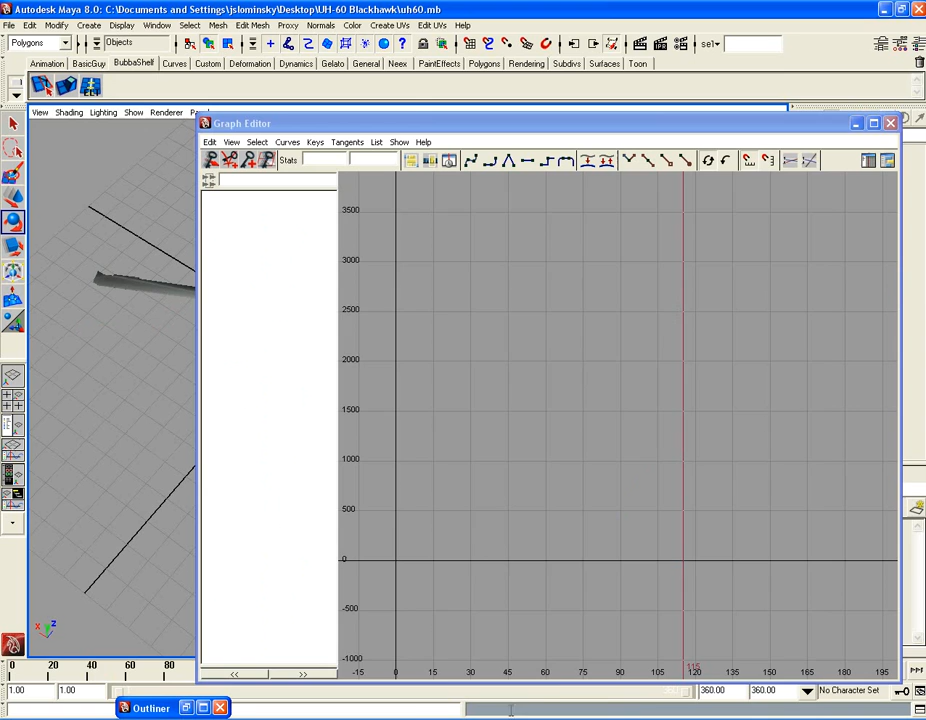 Autodesk Maya 8.0: C:\Documents and Settings\jslominsky\Desktop\UH-60 Blackhawk\uh60.mb
File Edit Modify Create Display Window Select Mesh Edit Mesh Proxy Normals Color Create UVs Edit UVs Help
Polygons Objects sel
Animation BasicGuy BubbaShelf Curves Custom Deformation Dynamics Gelato General Neex PaintEffects Polygons Rendering Subdivs Surfaces Toon
View Shading Lighting Show Renderer
Graph Editor
Edit View Select Curves Keys Tangents List Show Help
Stats
3500
3000
2500
2000
1500
1000
500
0
-500
-1000
-15 0 15 30 45 60 75 90 105 115 120 135 150 165 180 195
<< >>
x z
0 20 40 60 80
1.00 1.00 360.00 360.00 No Character Set
Outliner